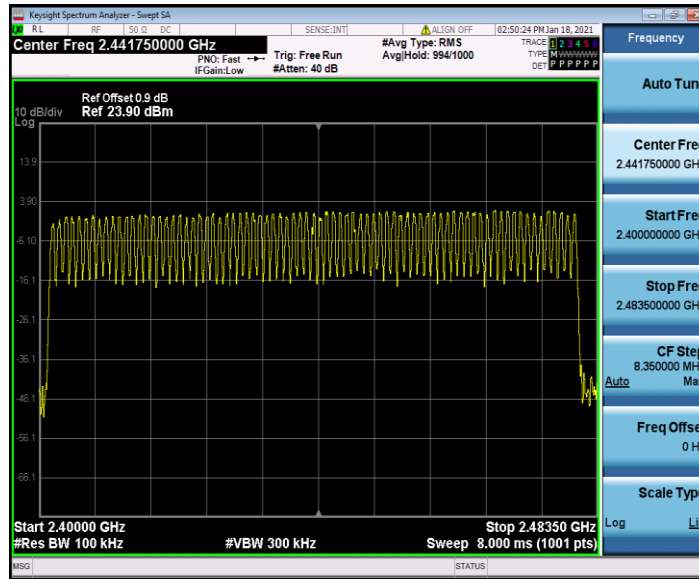 Keysight Spectrum Analyzer - Swept SA
RL RF 50 Ω DC SENSE:INT ALIGN OFF 02:50:24 PM Jan 18, 2021
Center Freq 2.441750000 GHz
PNO: Fast
IFGain:Low
Trig: Free Run
#Atten: 40 dB
#Avg Type: RMS
Avg|Hold: 994/1000
TRACE 1 2 3 4 5 6
TYPE M WWWWW
DET P P P P P P
Ref Offset 0.9 dB
10 dB/div Ref 23.90 dBm
Log
13.9
3.90
-6.10
-16.1
-26.1
-36.1
-46.1
-56.1
-66.1
Start 2.40000 GHz Stop 2.48350 GHz
#Res BW 100 kHz #VBW 300 kHz Sweep 8.000 ms (1001 pts)
MSG STATUS
Frequency
Auto Tun
Center Fre
2.441750000 GH
Start Fre
2.400000000 GH
Stop Fre
2.483500000 GH
CF Step
8.350000 MH
Auto Ma
Freq Offse
0 H
Scale Type
Log Li